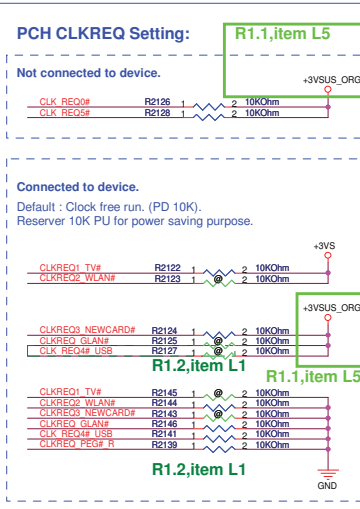 PCH CLKREQ Setting:
R1.1,item L5
Not connected to device.
+3VSUS_ORG
CLK_REQ0# R2126 1 2 10KOhm
CLK_REQ5# R2128 1 2 10KOhm
Connected to device.
Default : Clock free run. (PD 10K).
Reserver 10K PU for power saving purpose.
+3VS
CLKREQ1_TV# R2122 1 2 10KOhm
CLKREQ2_WLAN# R2123 1 @ 2 10KOhm
+3VSUS_ORG
CLKREQ3_NEWCARD# R2124 1 2 10KOhm
CLKREQ_GLAN# R2125 1 @ 2 10KOhm
CLK_REQ4#_USB R2127 1 @ 2 10KOhm
R1.2,item L1
R1.1,item L5
CLKREQ1_TV# R2145 1 @ 2 10KOhm
CLKREQ2_WLAN# R2144 1 2 10KOhm
CLKREQ3_NEWCARD# R2143 1 @ 2 10KOhm
CLKREQ_GLAN# R2146 1 2 10KOhm
CLK_REQ4#_USB R2141 1 2 10KOhm
CLKREQ_PEG#_R R2139 1 2 10KOhm
R1.2,item L1
GND